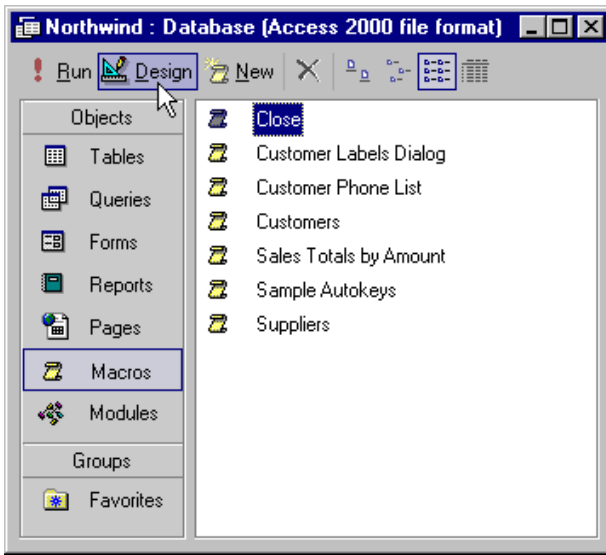 Northwind : Database (Access 2000 file format)
Run Design New
Objects
Tables
Queries
Forms
Reports
Pages
Macros
Modules
Groups
Favorites
Close
Customer Labels Dialog
Customer Phone List
Customers
Sales Totals by Amount
Sample Autokeys
Suppliers